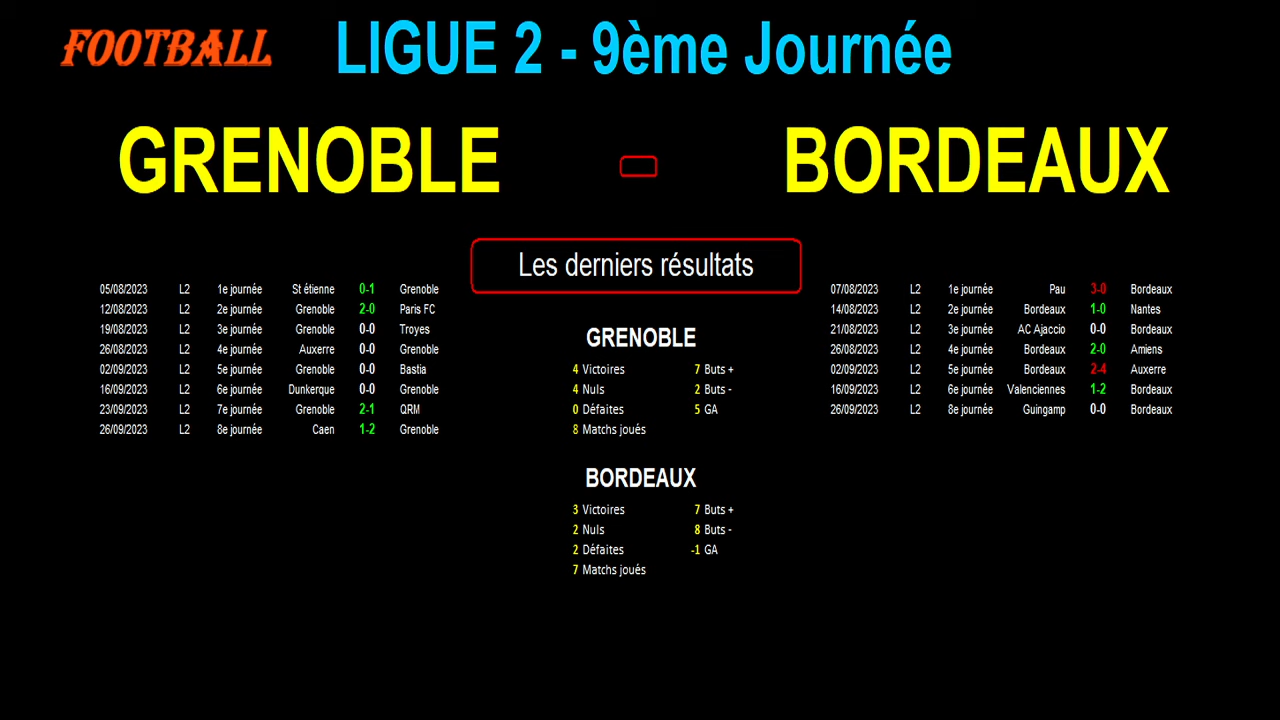 FOOTBALL
LIGUE 2 - 9ème Journée
GRENOBLE - BORDEAUX
Les derniers résultats
05/08/2023 L2 1e journée St étienne 0-1 Grenoble
12/08/2023 L2 2e journée Grenoble 2-0 Paris FC
19/08/2023 L2 3e journée Grenoble 0-0 Troyes
26/08/2023 L2 4e journée Auxerre 0-0 Grenoble
02/09/2023 L2 5e journée Grenoble 0-0 Bastia
16/09/2023 L2 6e journée Dunkerque 0-0 Grenoble
23/09/2023 L2 7e journée Grenoble 2-1 QRM
26/09/2023 L2 8e journée Caen 1-2 Grenoble
GRENOBLE
4 Victoires 7 Buts +
4 Nuls 2 Buts -
0 Défaites 5 GA
8 Matchs joués
BORDEAUX
3 Victoires 7 Buts +
2 Nuls 8 Buts -
2 Défaites -1 GA
7 Matchs joués
07/08/2023 L2 1e journée Pau 3-0 Bordeaux
14/08/2023 L2 2e journée Bordeaux 1-0 Nantes
21/08/2023 L2 3e journée AC Ajaccio 0-0 Bordeaux
26/08/2023 L2 4e journée Bordeaux 2-0 Amiens
02/09/2023 L2 5e journée Bordeaux 2-4 Auxerre
16/09/2023 L2 6e journée Valenciennes 1-2 Bordeaux
26/09/2023 L2 8e journée Guingamp 0-0 Bordeaux